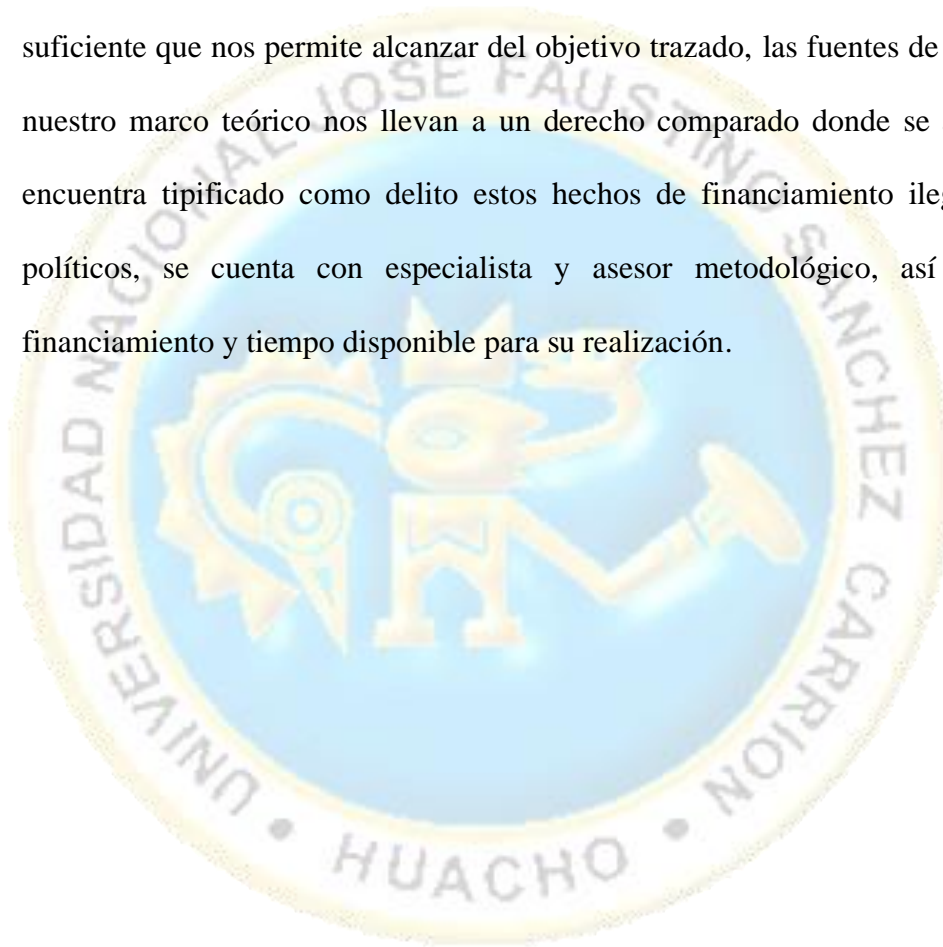 suficiente que nos permite alcanzar del objetivo trazado, las fuentes de
nuestro marco teórico nos llevan a un derecho comparado donde se
encuentra tipificado como delito estos hechos de financiamiento
políticos, se cuenta con especialista y asesor metodológico, así
financiamiento y tiempo disponible para su realización.
UNIVERSIDAD NACIONAL JOSE FAUSTINO SANCHEZ CARRION
• HUACHO •